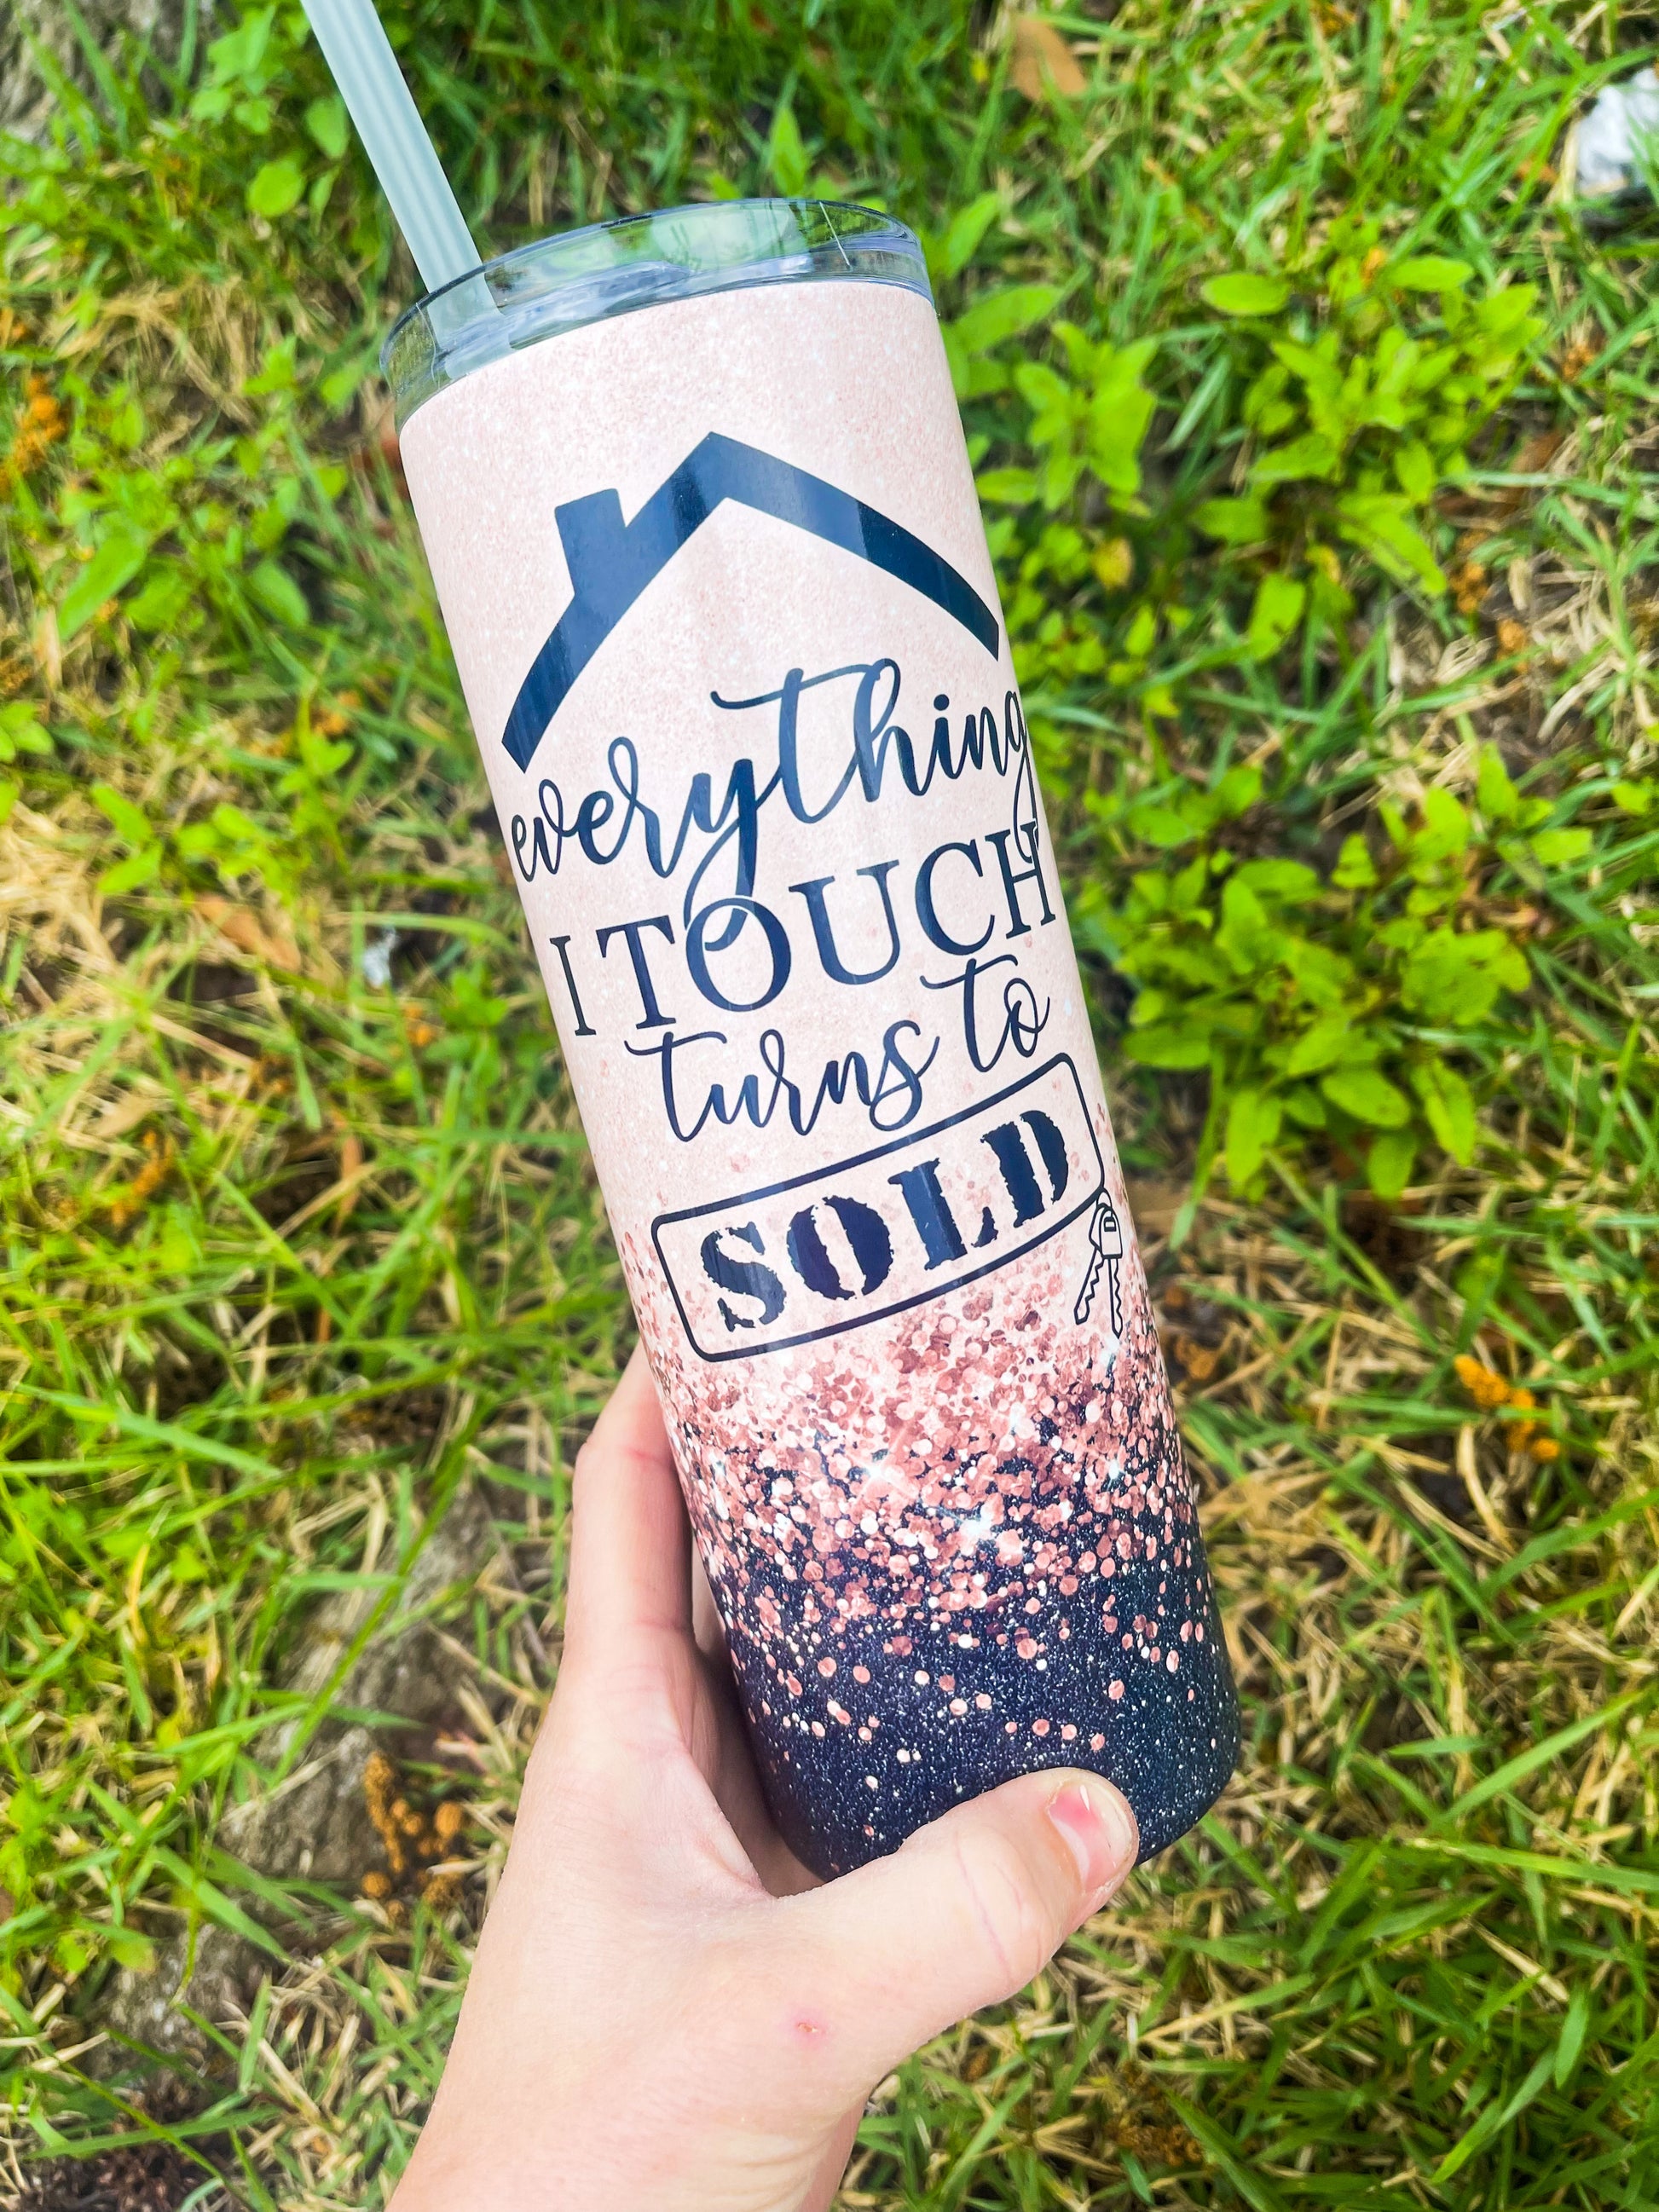 everything
I TOUCH
turns to
SOLD